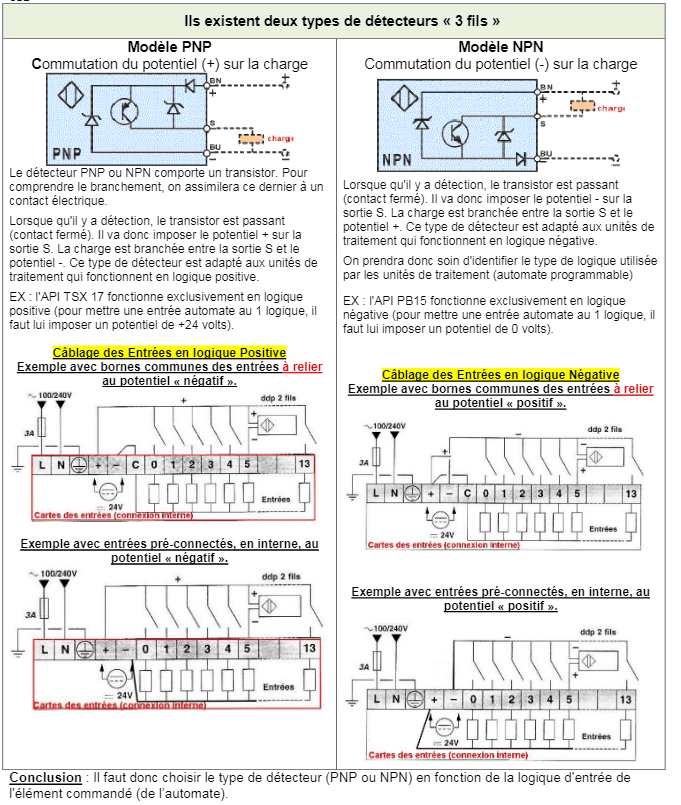 Ils existent deux types de détecteurs « 3 fils »
Modèle PNP
Commutation du potentiel (+) sur la charge
BN
+
S
charge
BU
−
PNP
Le détecteur PNP ou NPN comporte un transistor. Pour
comprendre le branchement, on assimilera ce dernier à un
contact électrique.
Lorsque qu'il y a détection, le transistor est passant
(contact fermé). Il va donc imposer le potentiel + sur la
sortie S. La charge est branchée entre la sortie S et le
potentiel -. Ce type de détecteur est adapté aux unités de
traitement qui fonctionnent en logique positive.
EX : l'API TSX 17 fonctionne exclusivement en logique
positive (pour mettre une entrée automate au 1 logique, il
faut lui imposer un potentiel de +24 volts).
Câblage des Entrées en logique Positive
Exemple avec bornes communes des entrées à relier
au potentiel « négatif ».
~ 100/240V
+
ddp 2 fils
+
−
3A
L N + − C 0 1 2 3 4 5 13
24V
Entrées
Cartes des entrées (connexion interne)
Exemple avec entrées pré-connectés, en interne, au
potentiel « négatif ».
~ 100/240V
+
ddp 2 fils
+
−
3A
L N + − 0 1 2 3 4 5 13
24V
Entrées
Cartes des entrées (connexion interne)
Modèle NPN
Commutation du potentiel (-) sur la charge
BN
+
charge
S
BU
−
NPN
Lorsque qu'il y a détection, le transistor est passant
(contact fermé). Il va donc imposer le potentiel - sur la
sortie S. La charge est branchée entre la sortie S et le
potentiel +. Ce type de détecteur est adapté aux unités de
traitement qui fonctionnent en logique négative.
On prendra donc soin d'identifier le type de logique utilisée
par les unités de traitement (automate programmable)
EX : l'API PB15 fonctionne exclusivement en logique
négative (pour mettre une entrée automate au 1 logique, il
faut lui imposer un potentiel de 0 volts).
Câblage des Entrées en logique Négative
Exemple avec bornes communes des entrées à relier
au potentiel « positif ».
~100/240V
−
ddp 2 fils
−
+
+
3A
L N + − C 0 1 2 3 4 5 13
24V
Entrées
Cartes des entrées (connexion interne)
Exemple avec entrées pré-connectés, en interne, au
potentiel « positif ».
~100/240V
−
ddp 2 fils
−
+
3A
L N + − 0 1 2 3 4 5 13
24V
Entrées
Cartes des entrées (connexion interne)
Conclusion : Il faut donc choisir le type de détecteur (PNP ou NPN) en fonction de la logique d'entrée de
l'élément commandé (de l'automate).